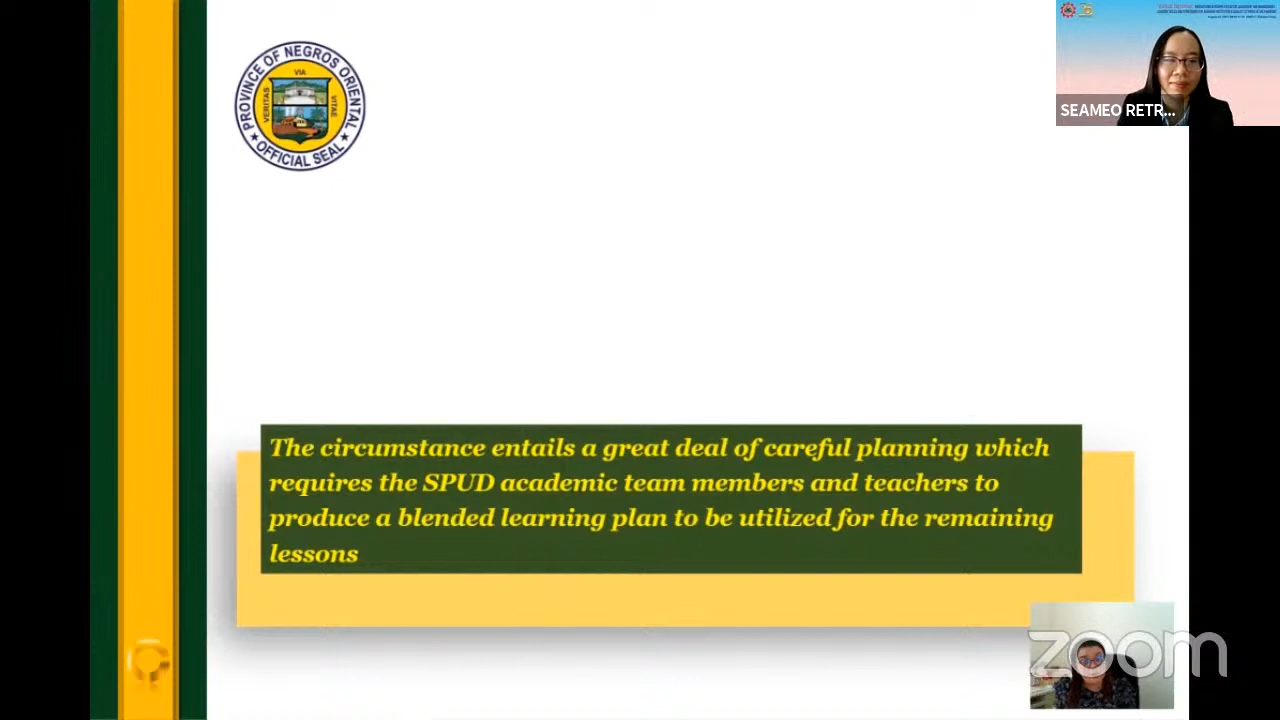 SEAMEO RETR...
PROVINCE OF NEGROS ORIENTAL
VIA
VERITAS
VITAE
OFFICIAL SEAL
The circumstance entails a great deal of careful planning which
requires the SPUD academic team members and teachers to
produce a blended learning plan to be utilized for the remaining
lessons
zoom